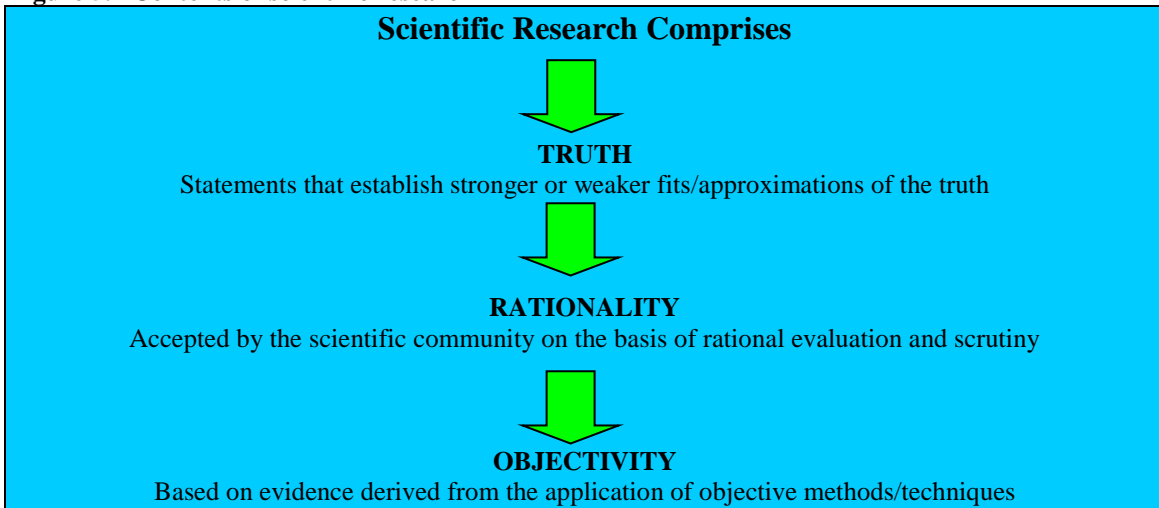 Scientific Research Comprises
TRUTH
Statements that establish stronger or weaker fits/approximations of the truth
RATIONALITY
Accepted by the scientific community on the basis of rational evaluation and scrutiny
OBJECTIVITY
Based on evidence derived from the application of objective methods/techniques